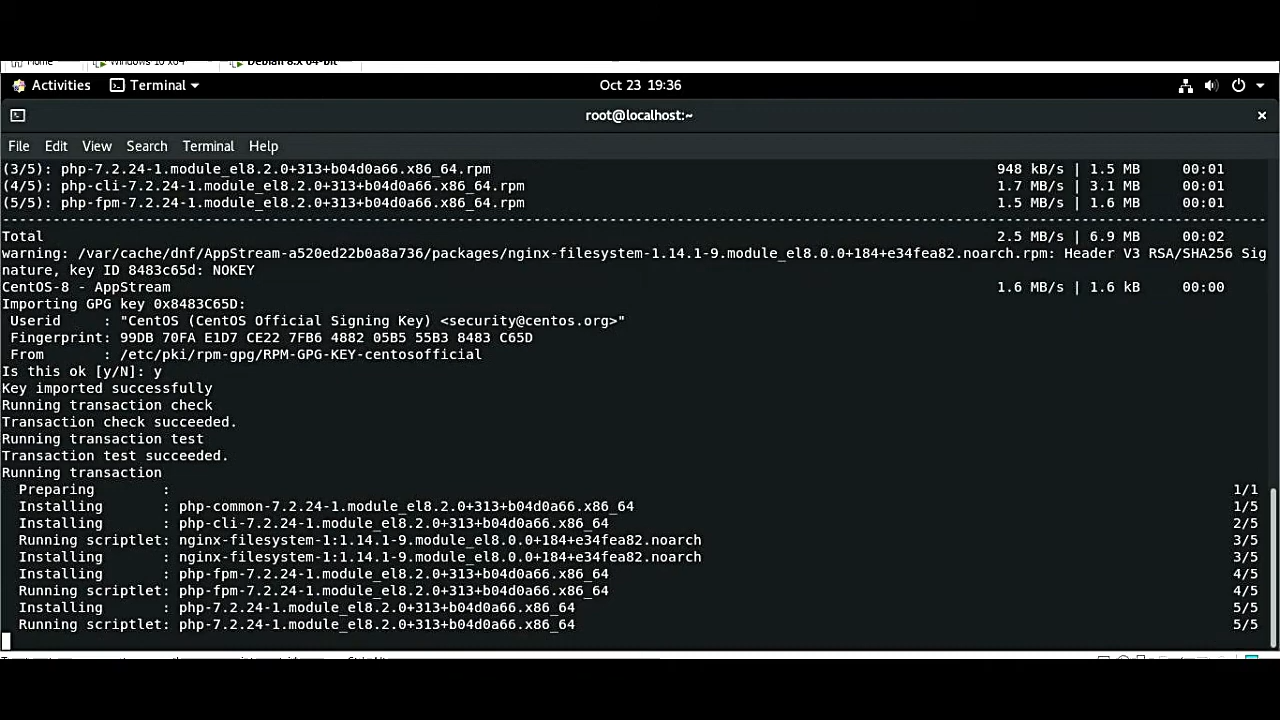 Home Windows 10 x64 Debian 8.x 64-bit
Activities Terminal Oct 23 19:36
root@localhost:~ ×
File Edit View Search Terminal Help
(3/5): php-7.2.24-1.module_el8.2.0+313+b04d0a66.x86_64.rpm 948 kB/s | 1.5 MB 00:01
(4/5): php-cli-7.2.24-1.module_el8.2.0+313+b04d0a66.x86_64.rpm 1.7 MB/s | 3.1 MB 00:01
(5/5): php-fpm-7.2.24-1.module_el8.2.0+313+b04d0a66.x86_64.rpm 1.5 MB/s | 1.6 MB 00:01
--------------------------------------------------------------------------------
Total 2.5 MB/s | 6.9 MB 00:02
warning: /var/cache/dnf/AppStream-a520ed22b0a8a736/packages/nginx-filesystem-1.14.1-9.module_el8.0.0+184+e34fea82.noarch.rpm: Header V3 RSA/SHA256 Sig
nature, key ID 8483c65d: NOKEY
CentOS-8 - AppStream 1.6 MB/s | 1.6 kB 00:00
Importing GPG key 0x8483C65D:
Userid : "CentOS (CentOS Official Signing Key) <security@centos.org>"
Fingerprint: 99DB 70FA E1D7 CE22 7FB6 4882 05B5 55B3 8483 C65D
From : /etc/pki/rpm-gpg/RPM-GPG-KEY-centosofficial
Is this ok [y/N]: y
Key imported successfully
Running transaction check
Transaction check succeeded.
Running transaction test
Transaction test succeeded.
Running transaction
Preparing : 1/1
Installing : php-common-7.2.24-1.module_el8.2.0+313+b04d0a66.x86_64 1/5
Installing : php-cli-7.2.24-1.module_el8.2.0+313+b04d0a66.x86_64 2/5
Running scriptlet: nginx-filesystem-1:1.14.1-9.module_el8.0.0+184+e34fea82.noarch 3/5
Installing : nginx-filesystem-1:1.14.1-9.module_el8.0.0+184+e34fea82.noarch 3/5
Installing : php-fpm-7.2.24-1.module_el8.2.0+313+b04d0a66.x86_64 4/5
Running scriptlet: php-fpm-7.2.24-1.module_el8.2.0+313+b04d0a66.x86_64 4/5
Installing : php-7.2.24-1.module_el8.2.0+313+b04d0a66.x86_64 5/5
Running scriptlet: php-7.2.24-1.module_el8.2.0+313+b04d0a66.x86_64 5/5